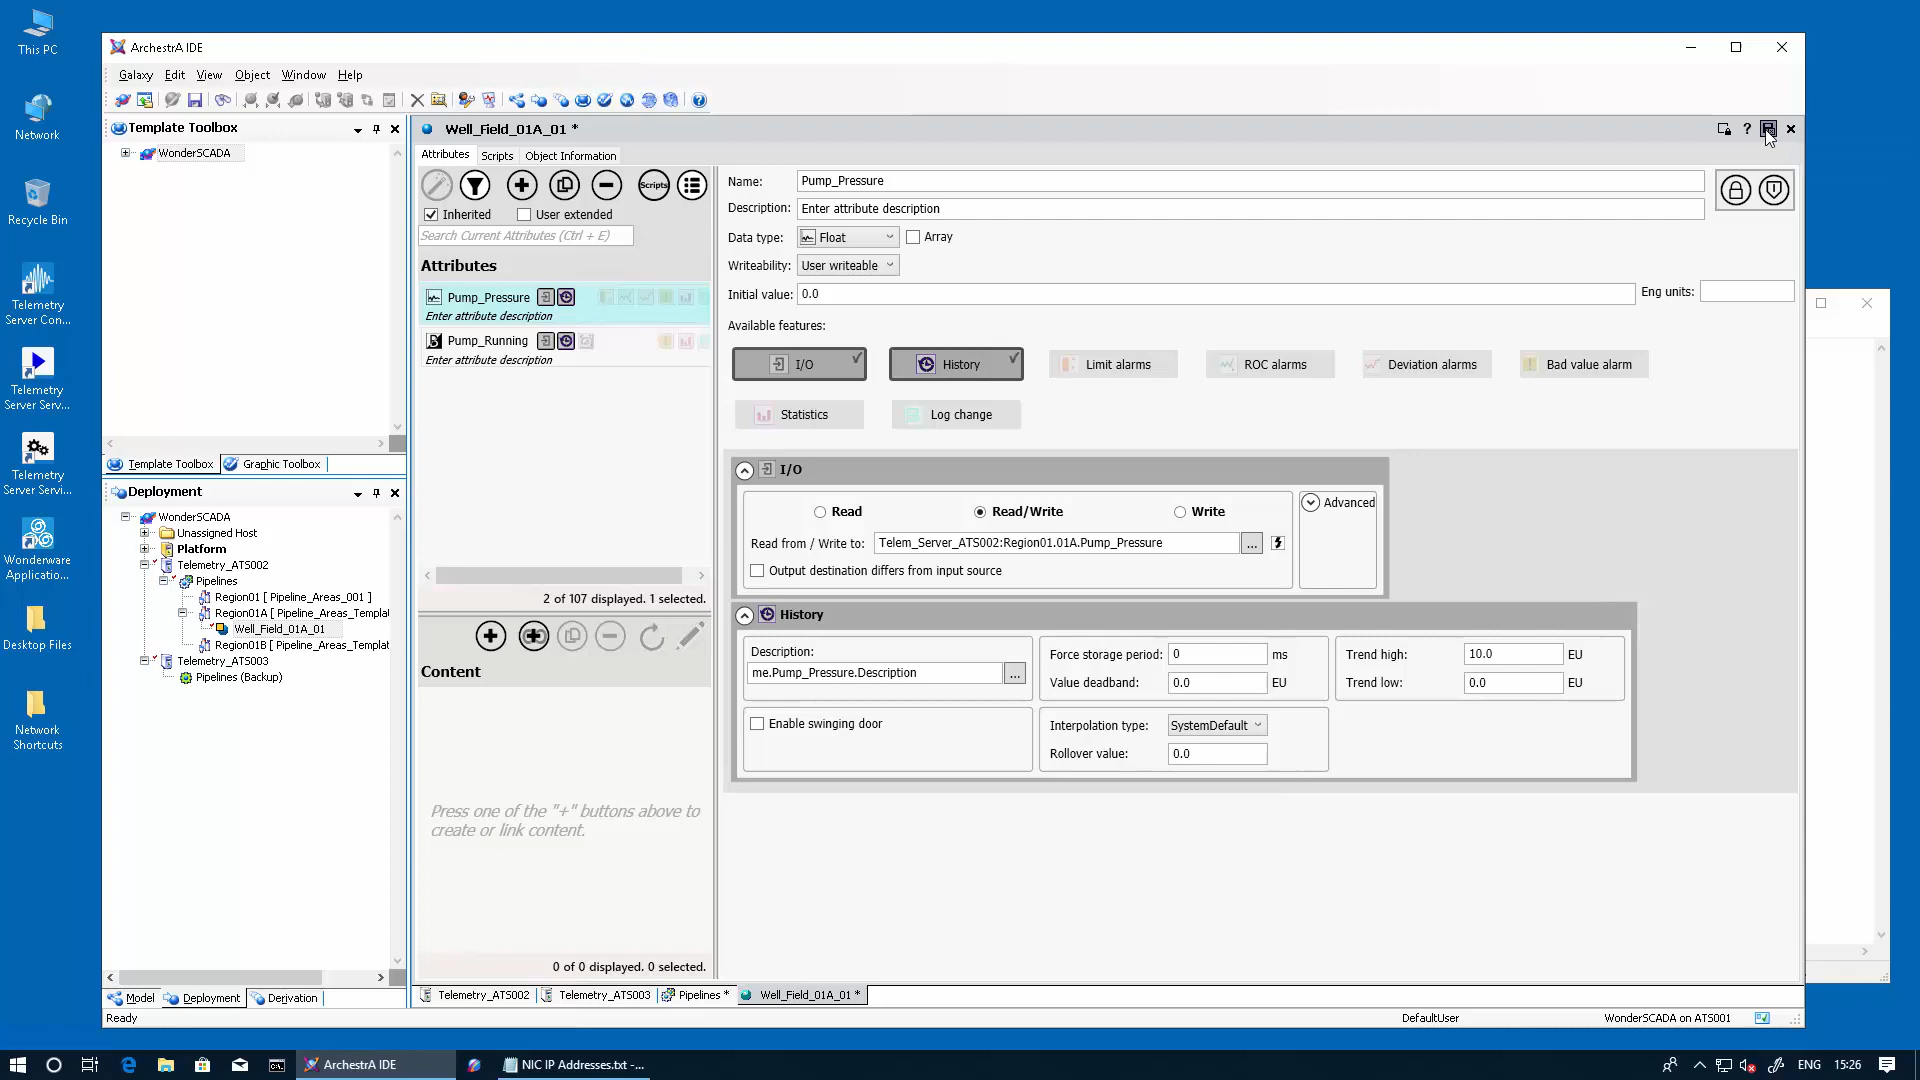 This PC
Network
Recycle Bin
Telemetry
Server Con...
Telemetry
Server Serv...
Telemetry
Server Servi...
Wonderware
Applicatio...
Desktop Files
Network
Shortcuts
ArchestrA IDE
Galaxy Edit View Object Window Help
Template Toolbox
WonderSCADA
Template Toolbox Graphic Toolbox
Deployment
WonderSCADA
Unassigned Host
Platform
Telemetry_ATS002
Pipelines
Region01 [ Pipeline_Areas_001 ]
Region01A [ Pipeline_Areas_Templat
Well_Field_01A_01
Region01B [ Pipeline_Areas_Templat
Telemetry_ATS003
Pipelines (Backup)
Model Deployment Derivation
Ready
Well_Field_01A_01 *
Attributes Scripts Object Information
Scripts
Inherited User extended
Search Current Attributes (Ctrl + E)
Attributes
Pump_Pressure
Enter attribute description
Pump_Running
Enter attribute description
2 of 107 displayed. 1 selected.
Content
Press one of the "+" buttons above to
create or link content.
0 of 0 displayed. 0 selected.
Name: Pump_Pressure
Description: Enter attribute description
Data type: Float Array
Writeability: User writeable
Initial value: 0.0 Eng units:
Available features:
I/O History Limit alarms ROC alarms Deviation alarms Bad value alarm
Statistics Log change
I/O
Read Read/Write Write Advanced
Read from / Write to: Telem_Server_ATS002:Region01.01A.Pump_Pressure ...
Output destination differs from input source
History
Description:
me.Pump_Pressure.Description ...
Force storage period: 0 ms
Value deadband: 0.0 EU
Trend high: 10.0 EU
Trend low: 0.0 EU
Enable swinging door
Interpolation type: SystemDefault
Rollover value: 0.0
Telemetry_ATS002 Telemetry_ATS003 Pipelines * Well_Field_01A_01 *
DefaultUser WonderSCADA on ATS001
ArchestrA IDE NIC IP Addresses.txt -...
ENG 15:26